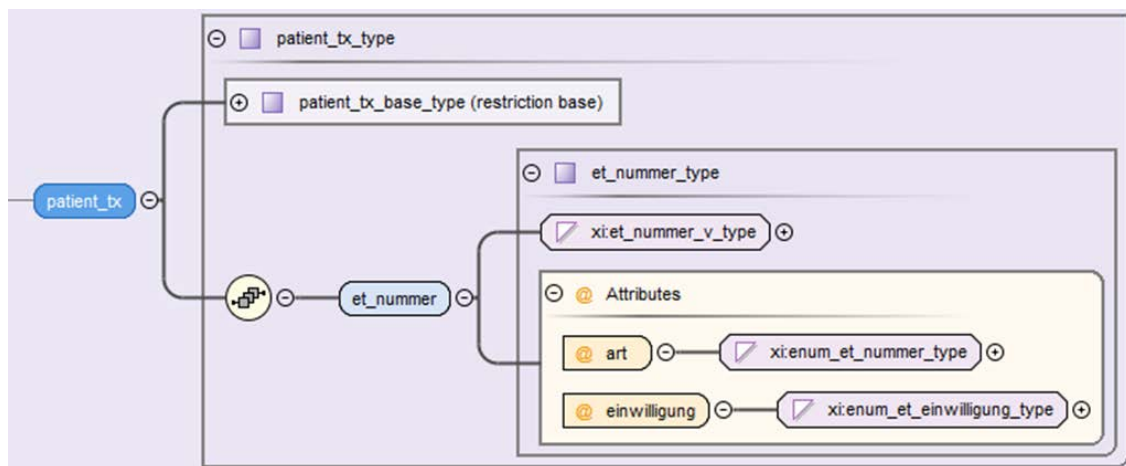 patient_tx_type
patient_tx_base_type (restriction base)
et_nummer_type
patient_tx
xi:et_nummer_v_type
@ Attributes
et_nummer
@ art
xi:enum_et_nummer_type
@ einwilligung
xi:enum_et_einwilligung_type